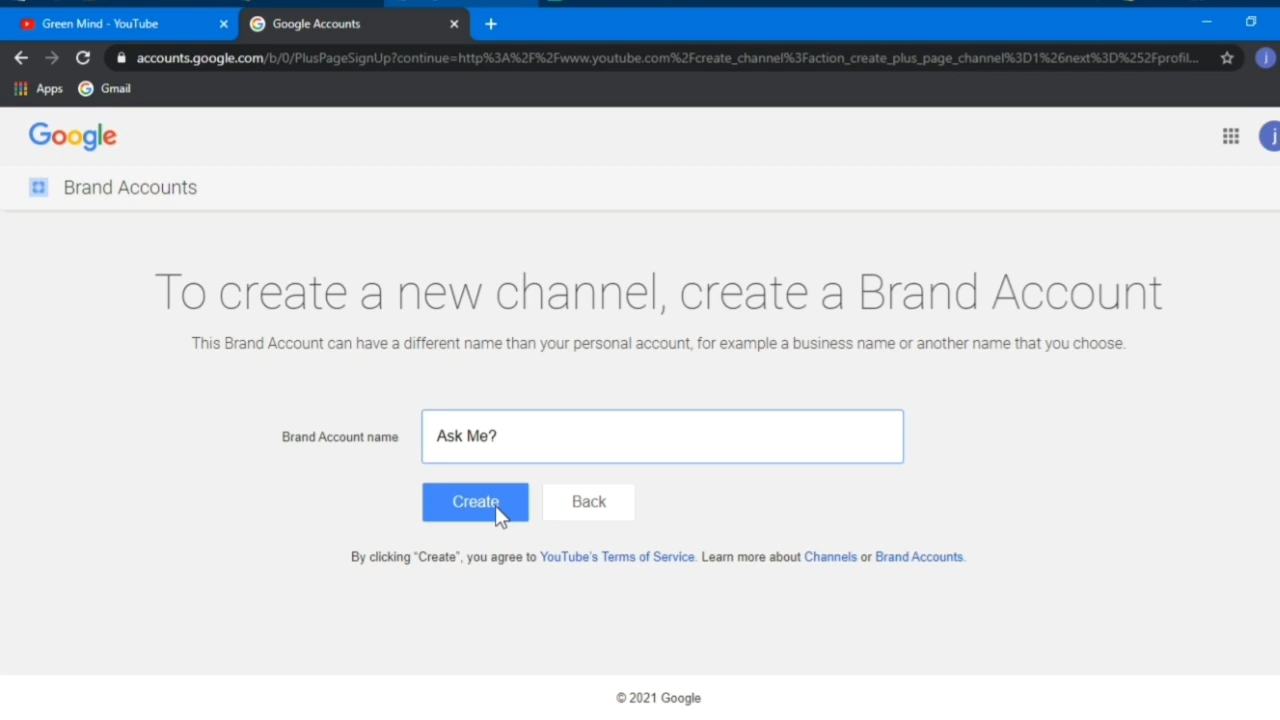 Green Mind - YouTube
Google Accounts
accounts.google.com/b/0/PlusPageSignUp?continue=http%3A%2F%2Fwww.youtube.com%2Fcreate_channel%3Faction_create_plus_page_channel%3D1%26next%3D%252Fprofil...
j
Apps
Gmail
Google
j
Brand Accounts
To create a new channel, create a Brand Account
This Brand Account can have a different name than your personal account, for example a business name or another name that you choose.
Brand Account name
Ask Me?
Create
Back
By clicking “Create”, you agree to YouTube's Terms of Service. Learn more about Channels or Brand Accounts.
© 2021 Google